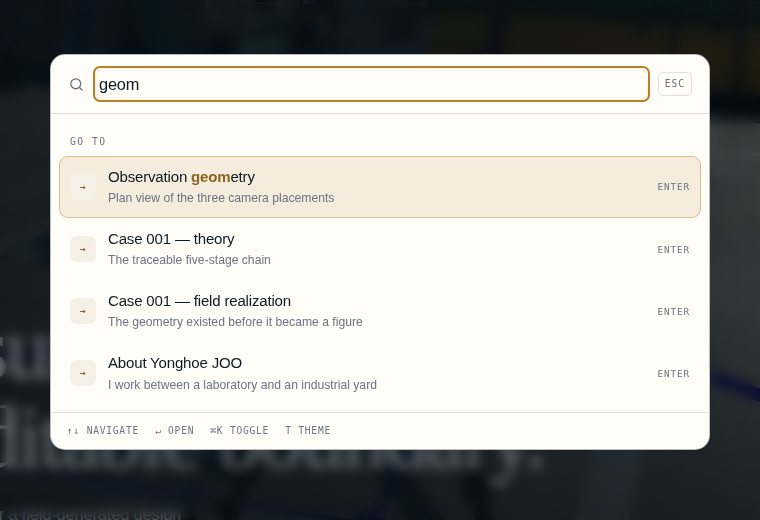 geom
ESC
GO TO
→ Observation geometry
Plan view of the three camera placements
ENTER
→ Case 001 — theory
The traceable five-stage chain
ENTER
→ Case 001 — field realization
The geometry existed before it became a figure
ENTER
→ About Yonghoe JOO
I work between a laboratory and an industrial yard
ENTER
↑↓ NAVIGATE ↵ OPEN ⌘K TOGGLE T THEME
boundary.
r a field-generated design